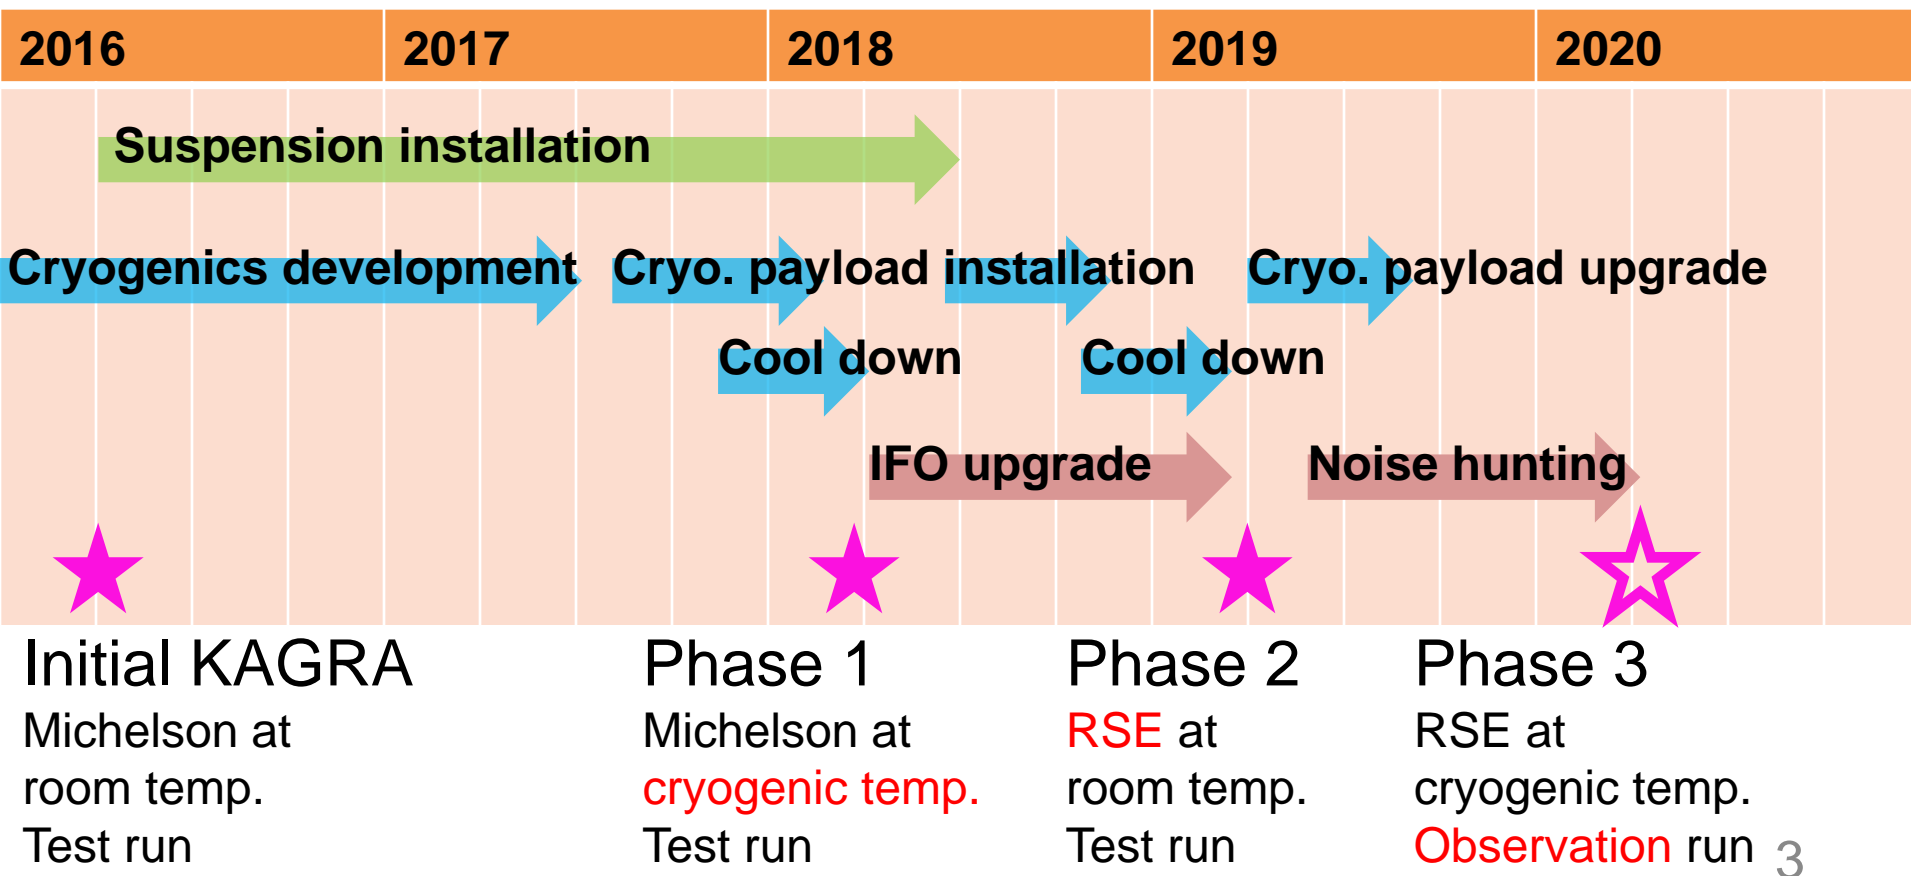 2016 2017 2018 2019 2020
Suspension installation
Cryogenics development Cryo. payload installation Cryo. payload upgrade
Cool down Cool down
IFO upgrade Noise hunting
Initial KAGRA
Michelson at
room temp.
Test run
Phase 1
Michelson at
cryogenic temp.
Test run
Phase 2
RSE at
room temp.
Test run
Phase 3
RSE at
cryogenic temp.
Observation run
3